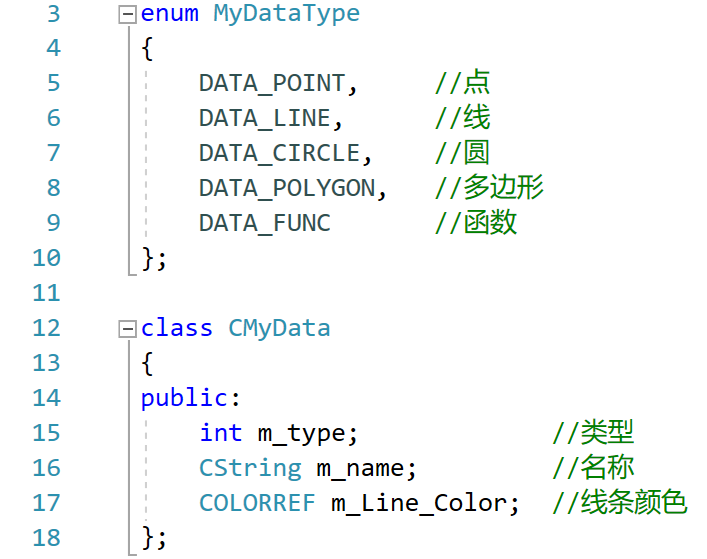 3 enum MyDataType
4 {
5 DATA_POINT, //点
6 DATA_LINE, //线
7 DATA_CIRCLE, //圆
8 DATA_POLYGON, //多边形
9 DATA_FUNC //函数
10 };
11
12 class CMyData
13 {
14 public:
15 int m_type; //类型
16 CString m_name; //名称
17 COLORREF m_Line_Color; //线条颜色
18 };